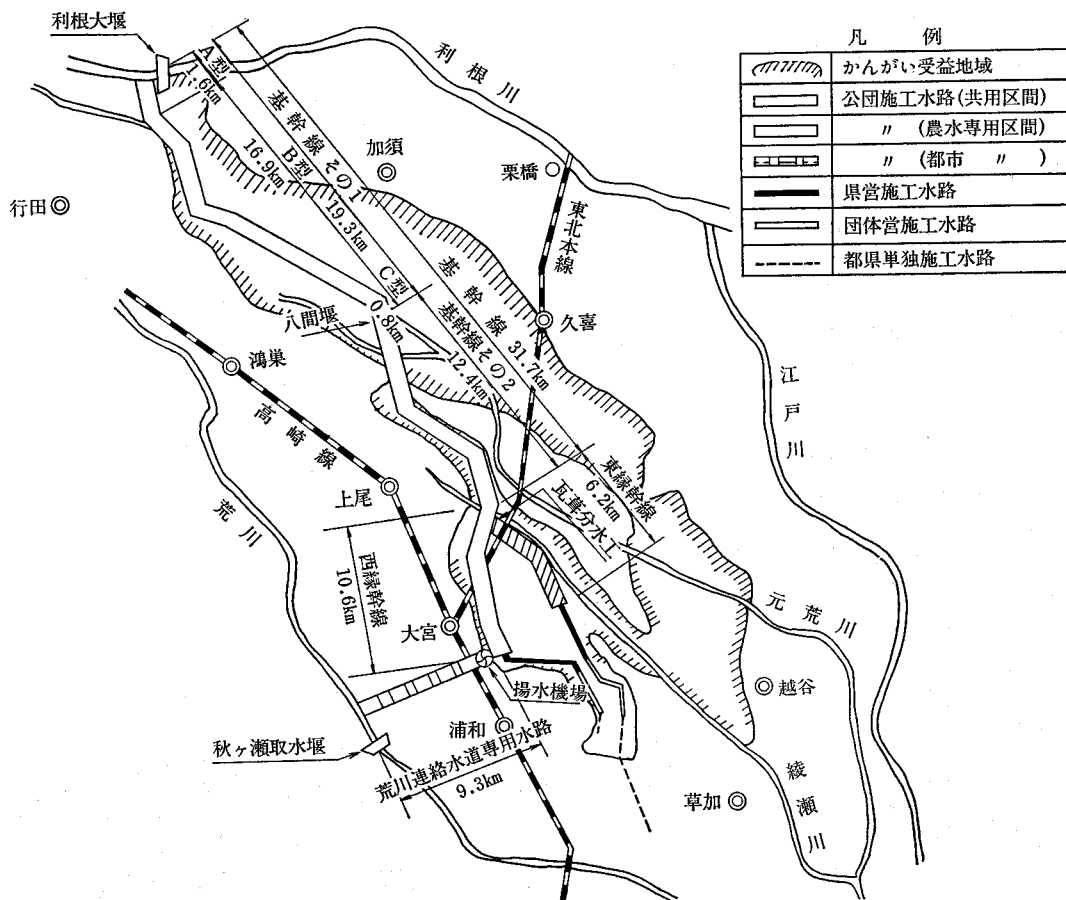 利根大堰
A型
1.6km
基幹線その1
B型
16.9km
19.3km
C型
0.8km
基幹線
31.7km
基幹線その2
12.4km
利根川
加須
栗橋
行田
東北本線
八間堰
久喜
鴻巣
高崎線
江戸川
上尾
荒川
東縁幹線
6.2km
瓦葺分水工
西縁幹線
10.6km
大宮
元荒川
揚水機場
越谷
浦和
秋ヶ瀬取水堰
荒川連絡水道専用水路
9.3km
草加
綾瀬川
凡 例
かんがい受益地域
公団施工水路(共用区間)
〃 (農水専用区間)
〃 (都市 〃 )
県営施工水路
団体営施工水路
都県単独施工水路